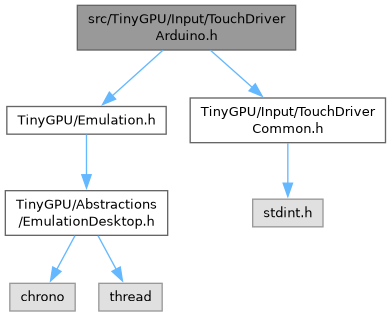 src/TinyGPU/Input/TouchDriver
Arduino.h
TinyGPU/Emulation.h
TinyGPU/Input/TouchDriver
Common.h
TinyGPU/Abstractions
/EmulationDesktop.h
stdint.h
chrono
thread